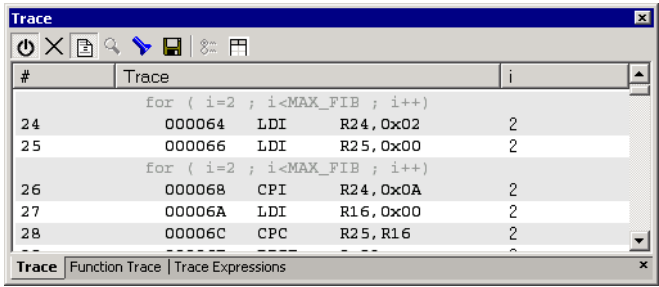 Trace
# Trace i
for ( i=2 ; i<MAX_FIB ; i++)
24 000064 LDI R24,0x02 2
25 000066 LDI R25,0x00 2
for ( i=2 ; i<MAX_FIB ; i++)
26 000068 CPI R24,0x0A 2
27 00006A LDI R16,0x00 2
28 00006C CPC R25,R16 2
Trace Function Trace Trace Expressions